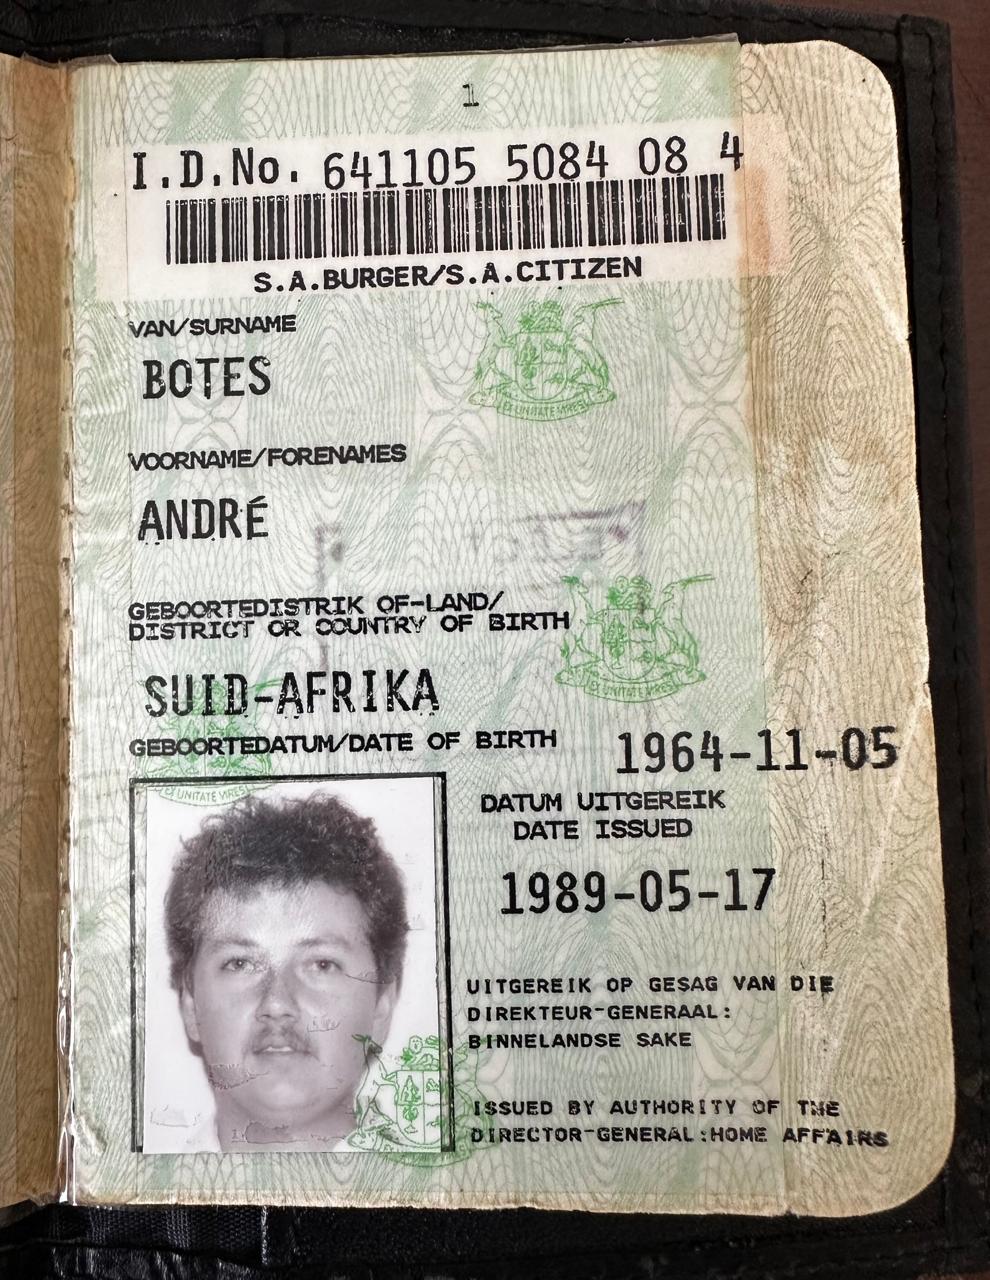 1
I.D.No. 641105 5084 08 4
S.A.BURGER/S.A.CITIZEN
VAN/SURNAME
BOTES
VOORNAME/FORENAMES
ANDRÉ
GEBOORTEDISTRIK OF-LAND/
DISTRICT OR COUNTRY OF BIRTH
SUID-AFRIKA
GEBOORTEDATUM/DATE OF BIRTH 1964-11-05
DATUM UITGEREIK
DATE ISSUED
1989-05-17
UITGEREIK OP GESAG VAN DIE
DIREKTEUR-GENERAAL:
BINNELANDSE SAKE
ISSUED BY AUTHORITY OF THE
DIRECTOR-GENERAL:HOME AFFAIRS
EX UNITATE VIRES
EX UNITATE VIRES
EX UNITATE VIRES